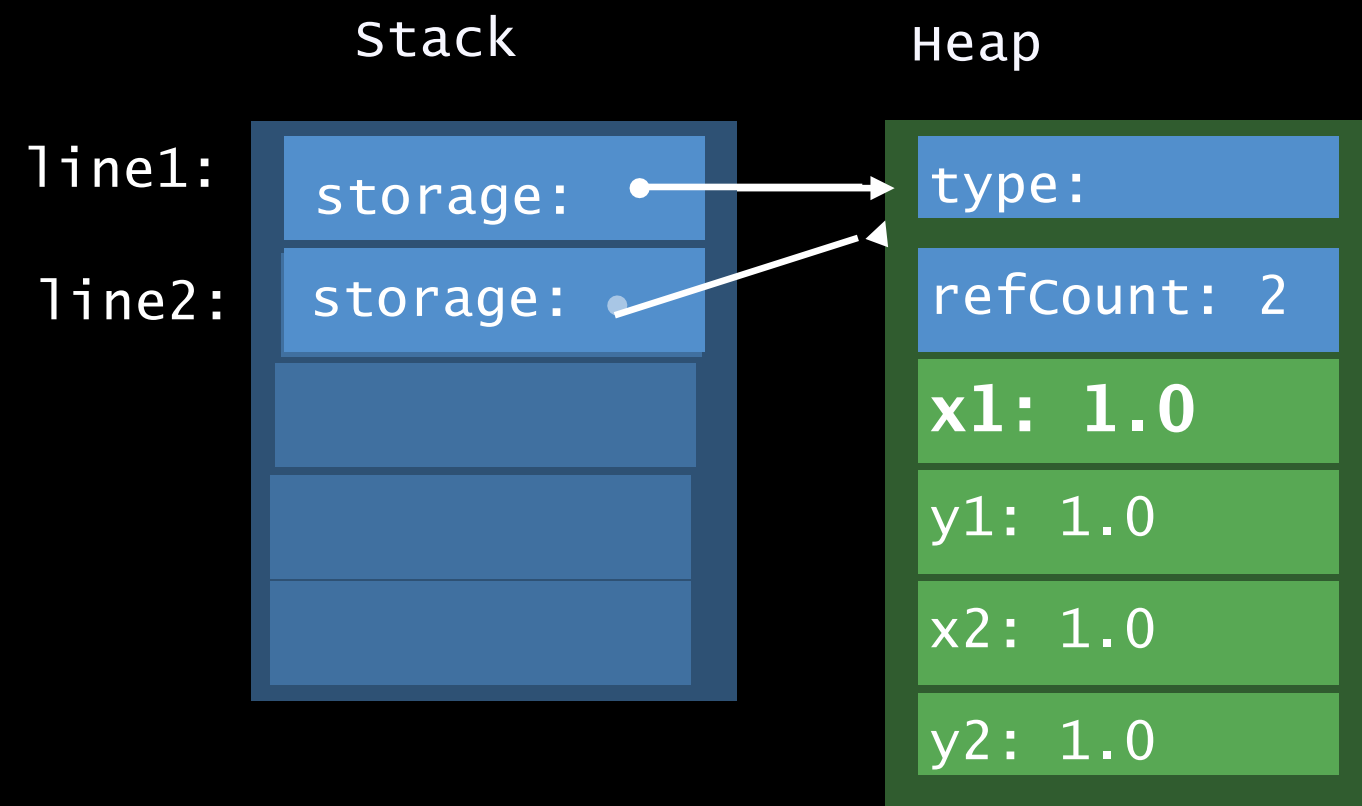 Stack
Heap
line1:
storage:
type:
line2:
storage:
refCount: 2
x1: 1.0
y1: 1.0
x2: 1.0
y2: 1.0